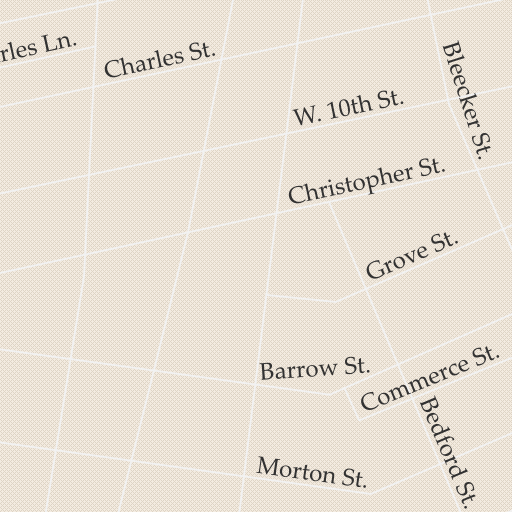 rles Ln.
Charles St.
Bleecker St.
W. 10th St.
Christopher St.
Grove St.
Barrow St.
Commerce St.
Bedford St.
Morton St.